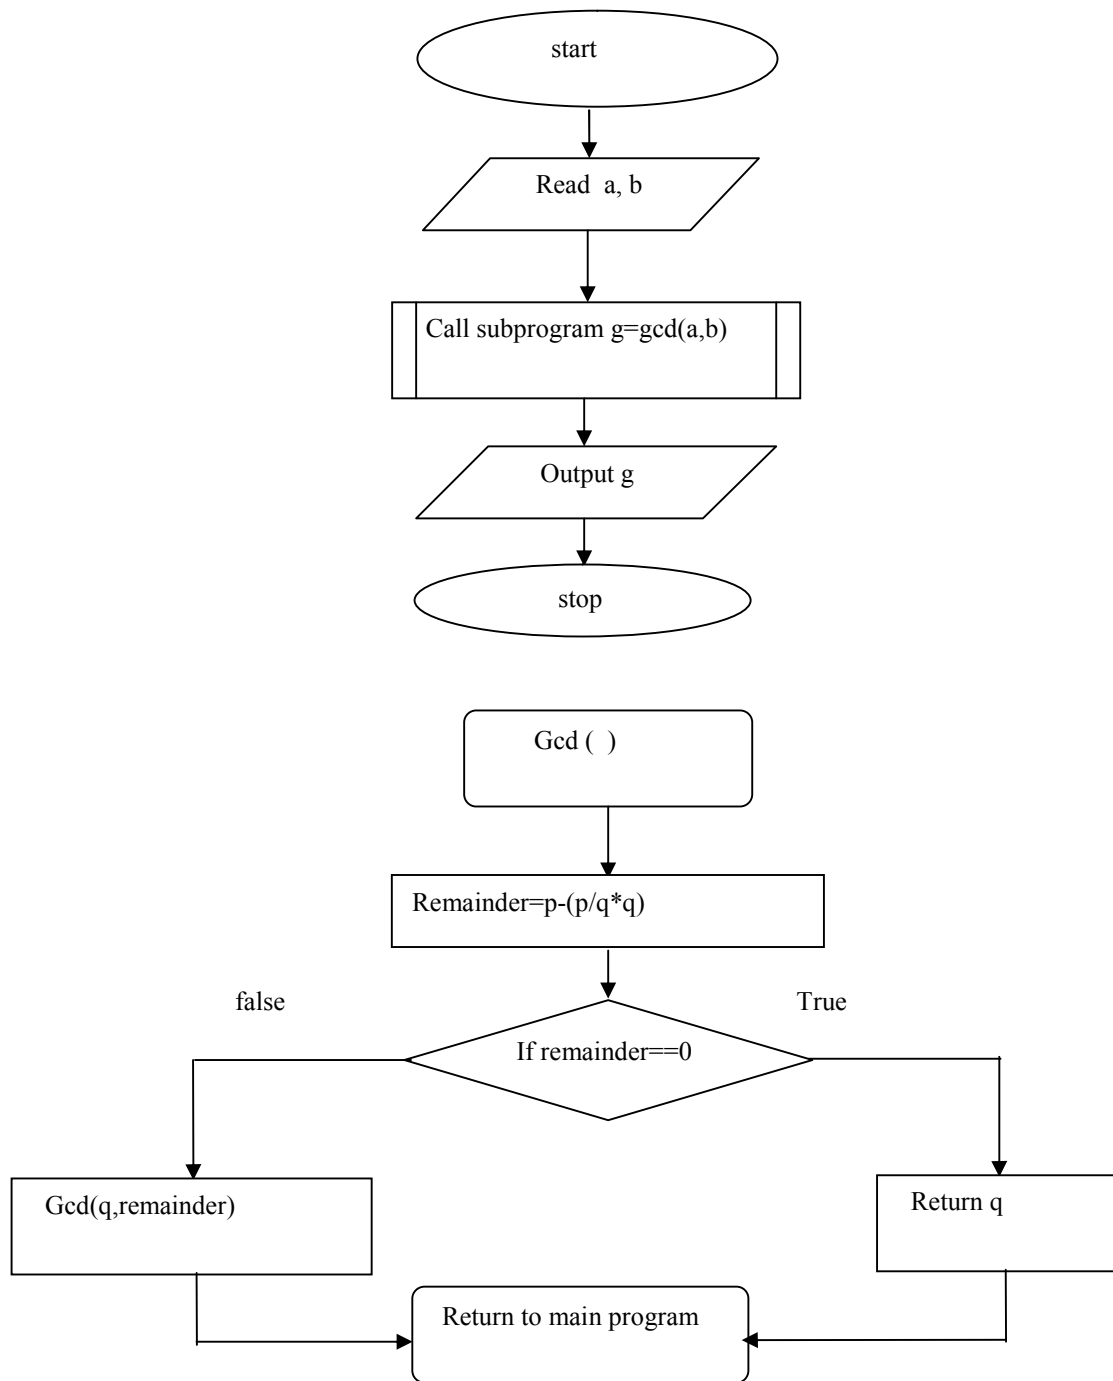 start
Read a, b
Call subprogram g=gcd(a,b)
Output g
stop
Gcd ( )
Remainder=p-(p/q*q)
false
True
If remainder==0
Gcd(q,remainder)
Return q
Return to main program